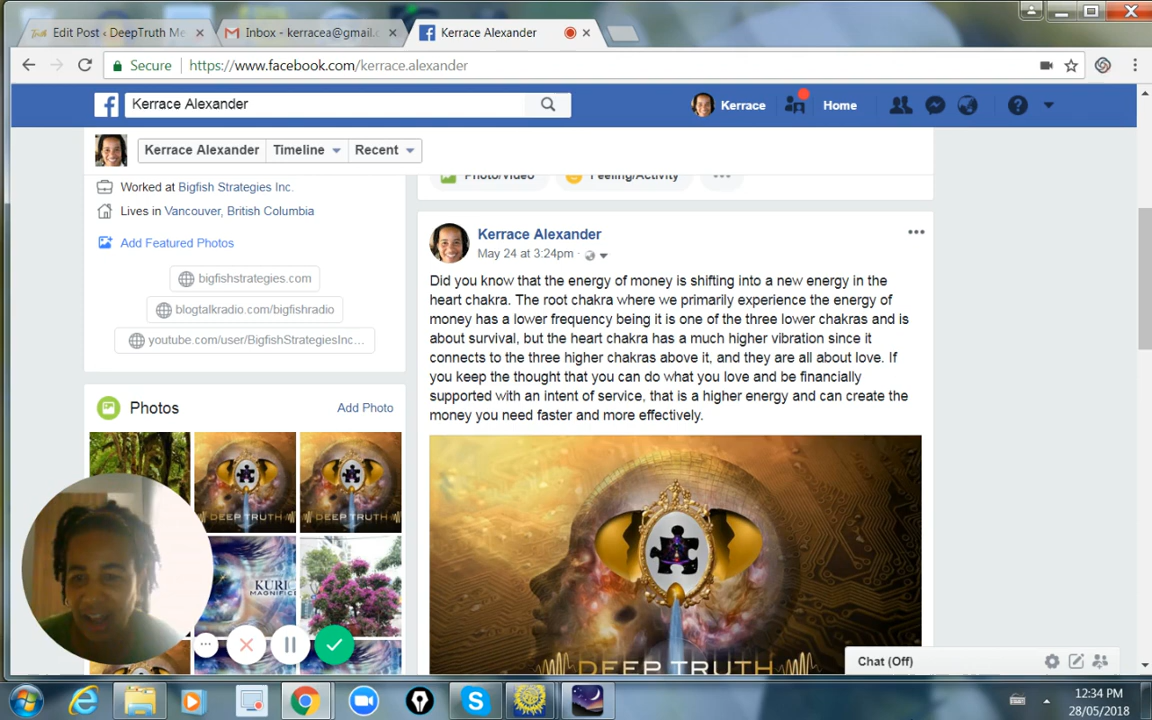 Edit Post ‹ DeepTruth Me
Inbox - kerracea@gmail.c
Kerrace Alexander
Secure
https://www.facebook.com/kerrace.alexander
Kerrace Alexander
Kerrace
Home
Kerrace Alexander
Timeline
Recent
Photo/Video
Feeling/Activity
Worked at Bigfish Strategies Inc.
Lives in Vancouver, British Columbia
Add Featured Photos
bigfishstrategies.com
blogtalkradio.com/bigfishradio
youtube.com/user/BigfishStrategiesInc...
Photos
Add Photo
DEEP TRUTH
DEEP TRUTH
KURI
MAGNIFICE
Kerrace Alexander
May 24 at 3:24pm ·
Did you know that the energy of money is shifting into a new energy in the
heart chakra. The root chakra where we primarily experience the energy of
money has a lower frequency being it is one of the three lower chakras and is
about survival, but the heart chakra has a much higher vibration since it
connects to the three higher chakras above it, and they are all about love. If
you keep the thought that you can do what you love and be financially
supported with an intent of service, that is a higher energy and can create the
money you need faster and more effectively.
DEEP TRUTH
Chat (Off)
12:34 PM
28/05/2018